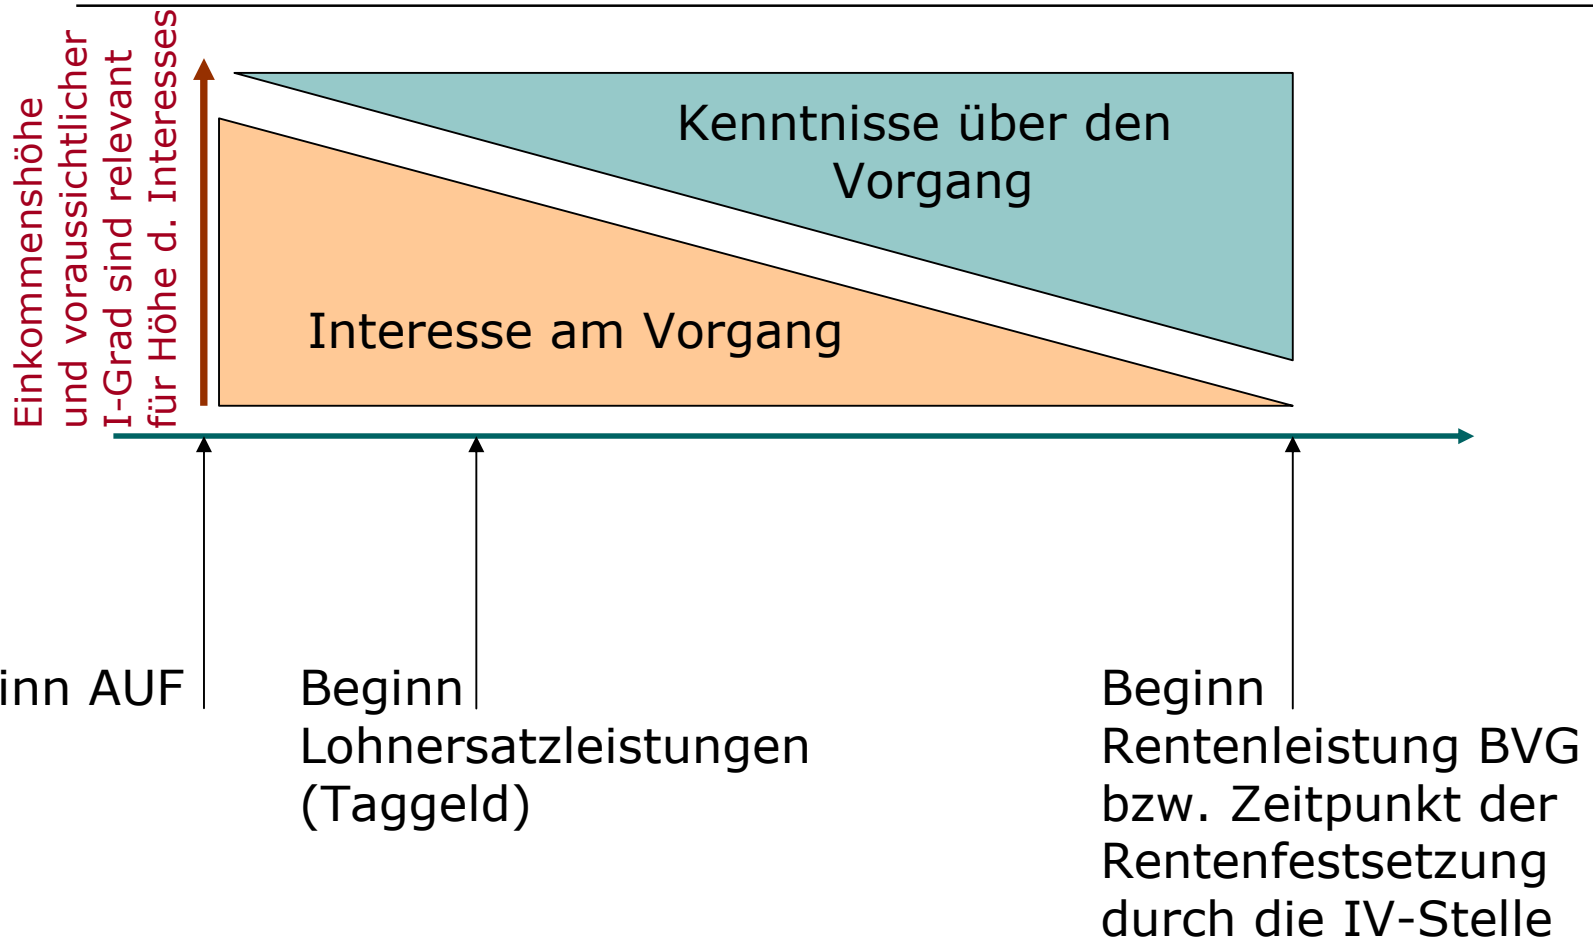 Einkommenshöhe
und voraussichtlicher
I-Grad sind relevant
für Höhe d. Interesses
Kenntnisse über den
Vorgang
Interesse am Vorgang
inn AUF
Beginn
Lohnersatzleistungen
(Taggeld)
Beginn
Rentenleistung BVG
bzw. Zeitpunkt der
Rentenfestsetzung
durch die IV-Stelle